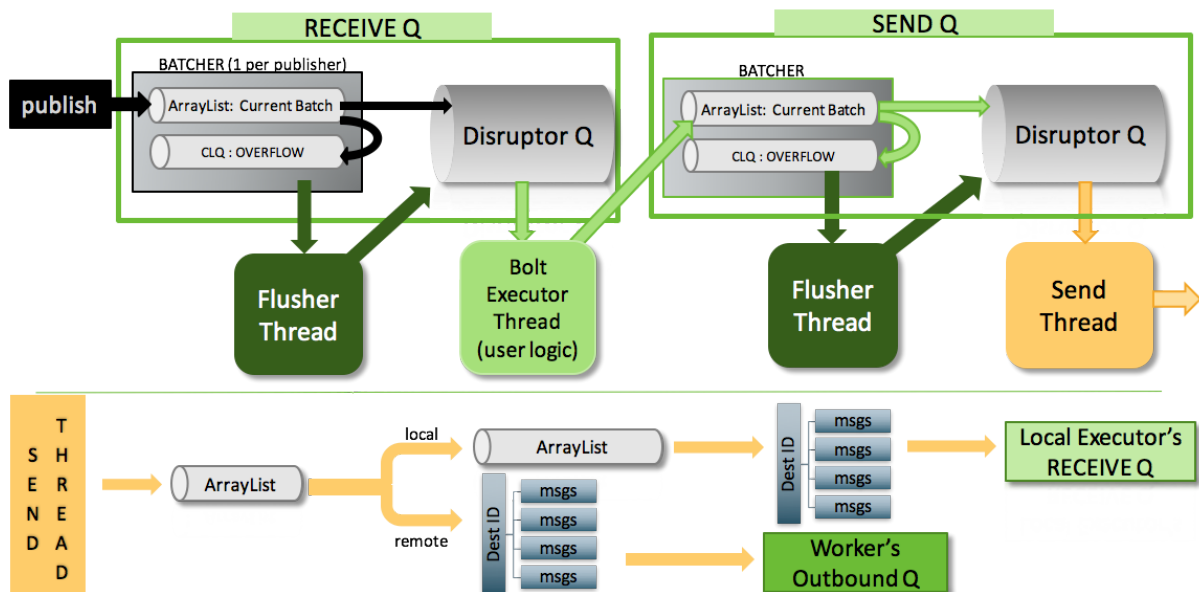 RECEIVE Q
SEND Q
BATCHER (1 per publisher)
BATCHER
publish
ArrayList: Current Batch
CLQ : OVERFLOW
Disruptor Q
ArrayList: Current Batch
CLQ : OVERFLOW
Disruptor Q
Flusher
Thread
Bolt
Executor
Thread
(user logic)
Flusher
Thread
Send
Thread
SEND
THREAD
ArrayList
local
remote
ArrayList
Dest ID
msgs
msgs
msgs
msgs
Local Executor's
RECEIVE Q
Dest ID
msgs
msgs
msgs
msgs
Worker's
Outbound Q